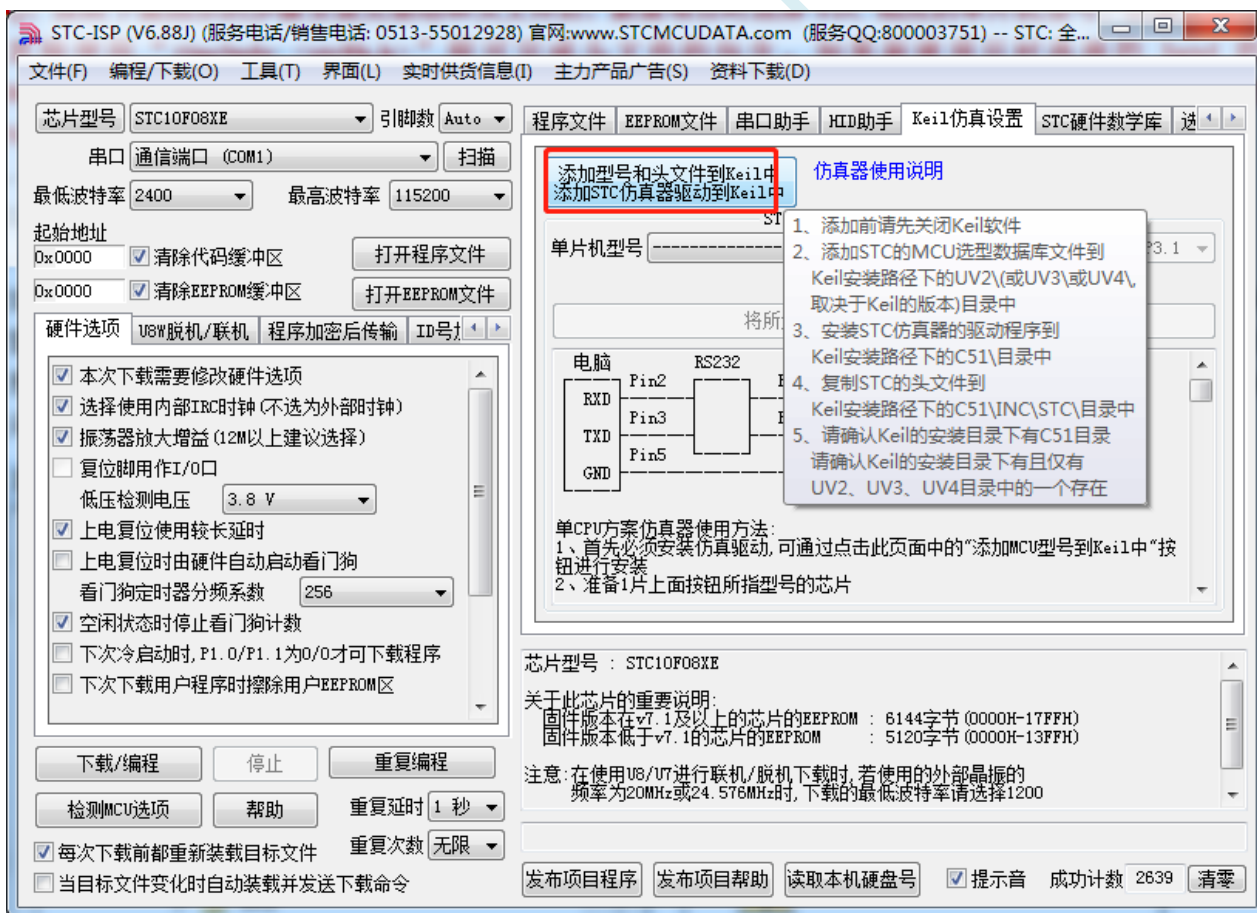 STC-ISP (V6.88J) (服务电话/销售电话: 0513-55012928) 官网:www.STCMCUDATA.com (服务QQ:800003751) -- STC: 全...
文件(F) 编程/下载(O) 工具(T) 界面(L) 实时供货信息(I) 主力产品广告(S) 资料下载(D)
芯片型号 STC10F08XE 引脚数 Auto
串口 通信端口 (COM1) 扫描
最低波特率 2400 最高波特率 115200
起始地址
0x0000 清除代码缓冲区 打开程序文件
0x0000 清除EEPROM缓冲区 打开EEPROM文件
硬件选项 U8W脱机/联机 程序加密后传输 ID号
本次下载需要修改硬件选项
选择使用内部IRC时钟(不选为外部时钟)
振荡器放大增益(12M以上建议选择)
复位脚用作I/O口
低压检测电压 3.8 V
上电复位使用较长延时
上电复位时由硬件自动启动看门狗
看门狗定时器分频系数 256
空闲状态时停止看门狗计数
下次冷启动时,P1.0/P1.1为0/0才可下载程序
下次下载用户程序时擦除用户EEPROM区
下载/编程 停止 重复编程
检测MCU选项 帮助 重复延时 1 秒
每次下载前都重新装载目标文件 重复次数 无限
当目标文件变化时自动装载并发送下载命令
程序文件 EEPROM文件 串口助手 HID助手 Keil仿真设置 STC硬件数学库
添加型号和头文件到Keil中
添加STC仿真器驱动到Keil中
仿真器使用说明
ST
单片机型号 3.1
将所
1、添加前请先关闭Keil软件
2、添加STC的MCU选型数据库文件到
Keil安装路径下的UV2\(或UV3\或UV4\,
取决于Keil的版本)目录中
3、安装STC仿真器的驱动程序到
Keil安装路径下的C51\目录中
4、复制STC的头文件到
Keil安装路径下的C51\INC\STC\目录中
5、请确认Keil的安装目录下有C51目录
请确认Keil的安装目录下有且仅有
UV2、UV3、UV4目录中的一个存在
电脑 RS232
RXD Pin2
TXD Pin3
GND Pin5
单CPU方案仿真器使用方法:
1、首先必须安装仿真驱动,可通过点击此页面中的“添加MCU型号到Keil中”按
钮进行安装
2、准备1片上面按钮所指型号的芯片
芯片型号 : STC10F08XE
关于此芯片的重要说明:
固件版本在v7.1及以上的芯片的EEPROM : 6144字节(0000H-17FFH)
固件版本低于v7.1的芯片的EEPROM : 5120字节(0000H-13FFH)
注意:在使用U8/U7进行联机/脱机下载时,若使用的外部晶振的
频率为20MHz或24.576MHz时,下载的最低波特率请选择1200
发布项目程序 发布项目帮助 读取本机硬盘号 提示音 成功计数 2639 清零